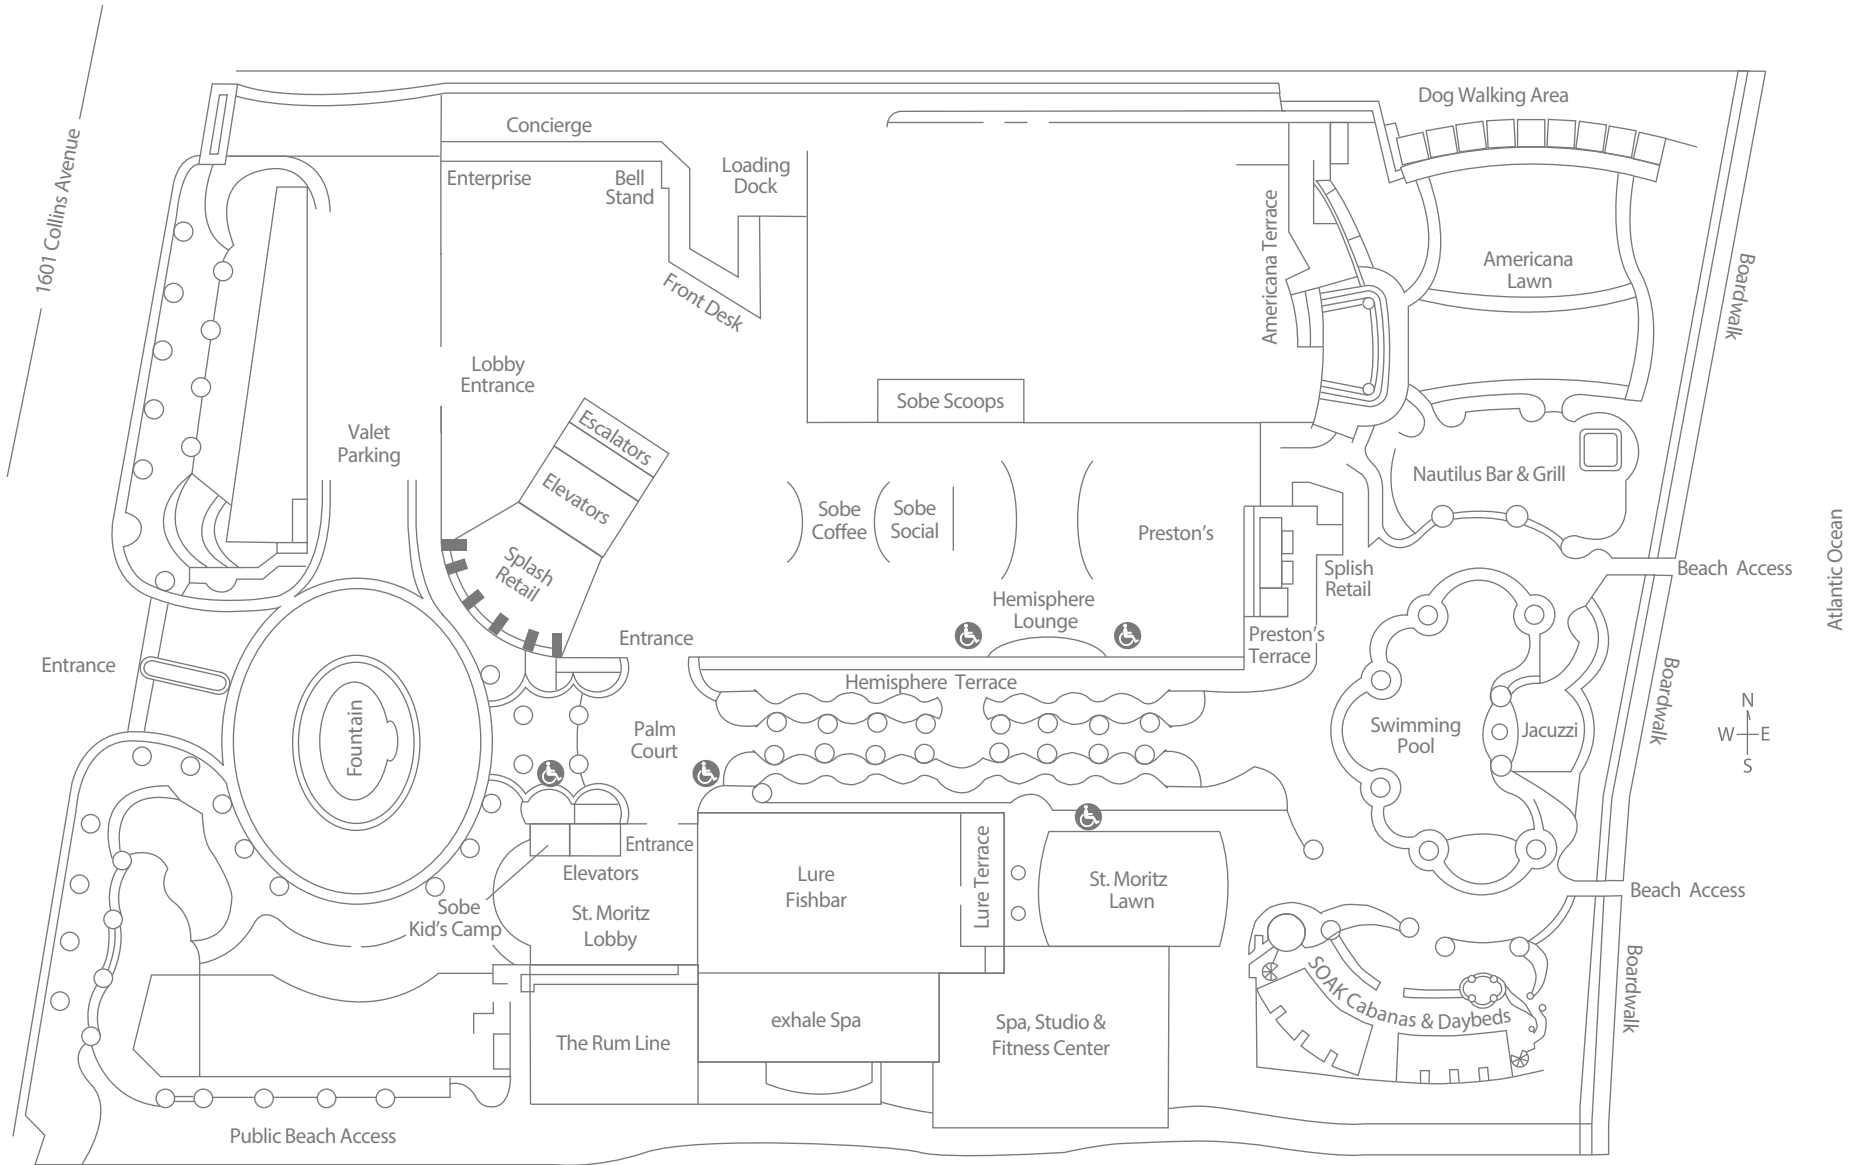 Dog Walking Area
Concierge
Loading
Dock
Enterprise
Bell
Stand
1601 Collins Avenue
Americana Terrace
Americana
Lawn
Boardwalk
Front Desk
Lobby
Entrance
Sobe Scoops
Escalators
Valet
Parking
Nautilus Bar & Grill
Elevators
Sobe
Coffee
Sobe
Social
Preston's
Atlantic Ocean
Splash
Retail
Splish
Retail
Beach Access
Hemisphere
Lounge
Entrance
Preston's
Terrace
Entrance
Hemisphere Terrace
Boardwalk
Fountain
Palm
Court
Swimming
Pool
Jacuzzi
N
W E
S
Entrance
Elevators
Lure
Fishbar
Lure Terrace
St. Moritz
Lawn
Beach Access
Sobe
Kid's Camp
St. Moritz
Lobby
SOAK Cabanas & Daybeds
Boardwalk
The Rum Line
exhale Spa
Spa, Studio &
Fitness Center
Public Beach Access